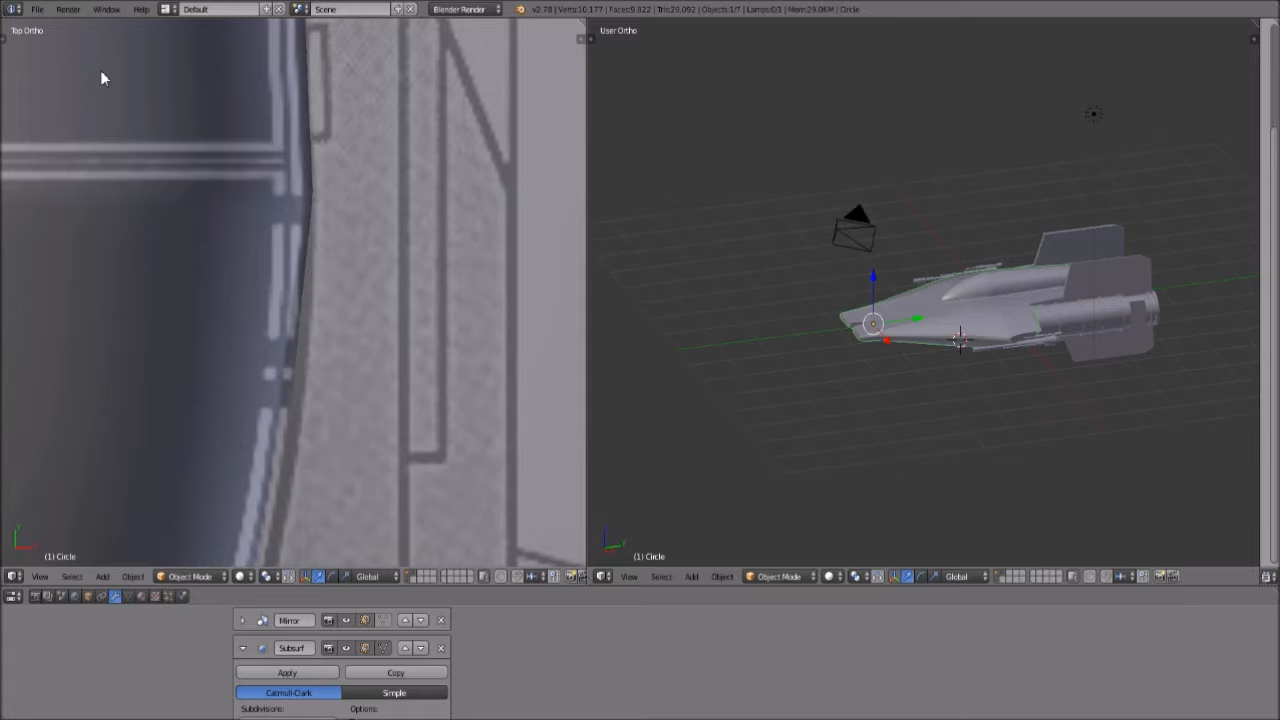 File Render Window Help Default Scene Blender Render v2.78 | Verts:10,177 | Faces:9,822 | Tris:20,092 | Objects:1/7 | Lamps:0/1 | Mem:29.06M | Circle
Top Ortho
User Ortho
(1) Circle
(1) Circle
View Select Add Object Object Mode Global
View Select Add Object Object Mode Global
Mirror
Subsurf
Apply Copy
Catmull-Clark Simple
Subdivisions: Options: